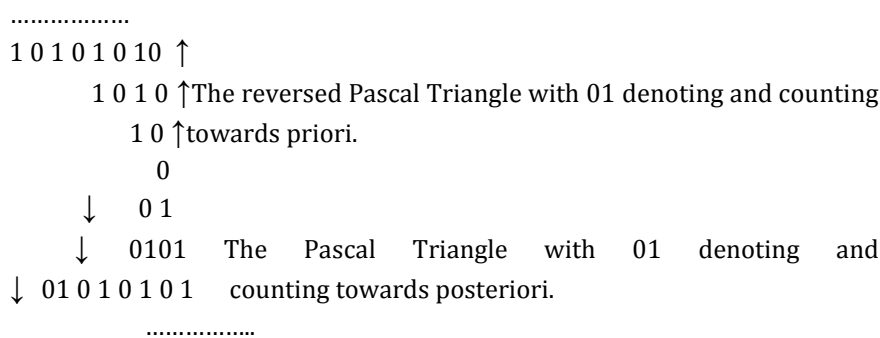 ………………
1 0 1 0 1 0 10 ↑
1 0 1 0 ↑The reversed Pascal Triangle with 01 denoting and counting
1 0 ↑towards priori.
0
↓ 0 1
↓ 0101 The Pascal Triangle with 01 denoting and
↓ 01 0 1 0 1 0 1 counting towards posteriori.
……………..